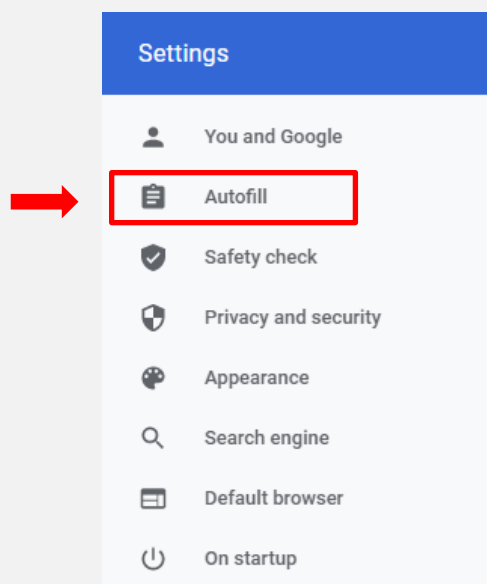 Settings
You and Google
Autofill
Safety check
Privacy and security
Appearance
Search engine
Default browser
On startup